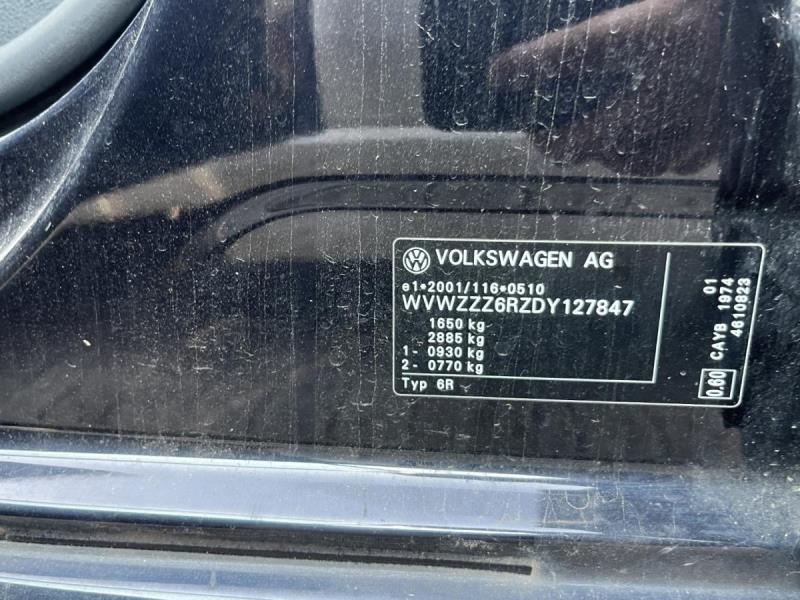 VOLKSWAGEN AG
e1*2001/116*0510
WVWZZZ6RZDY127847
1650 kg
2885 kg
1- 0930 kg
2- 0770 kg
Typ 6R
01
CAYB 1974
4610823
0.60